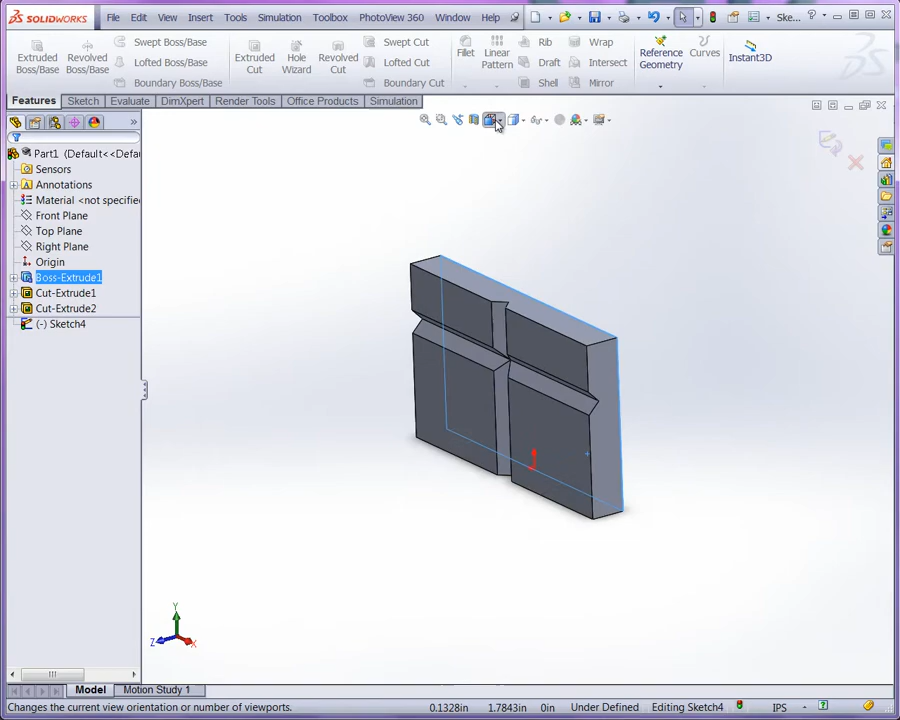 SOLIDWORKS File Edit View Insert Tools Simulation Toolbox PhotoView 360 Window Help Ske... ?
Extruded Boss/Base
Revolved Boss/Base
Swept Boss/Base
Lofted Boss/Base
Boundary Boss/Base
Extruded Cut
Hole Wizard
Revolved Cut
Swept Cut
Lofted Cut
Boundary Cut
Fillet
Linear Pattern
Rib
Draft
Shell
Wrap
Intersect
Mirror
Reference Geometry
Curves
Instant3D
Features Sketch Evaluate DimXpert Render Tools Office Products Simulation
Part1 (Default<<Defau
Sensors
Annotations
Material <not specified
Front Plane
Top Plane
Right Plane
Origin
Boss-Extrude1
Cut-Extrude1
Cut-Extrude2
(-) Sketch4
Y
Z
X
Model Motion Study 1
Changes the current view orientation or number of viewports. 0.1328in 1.7843in 0in Under Defined Editing Sketch4 IPS ?